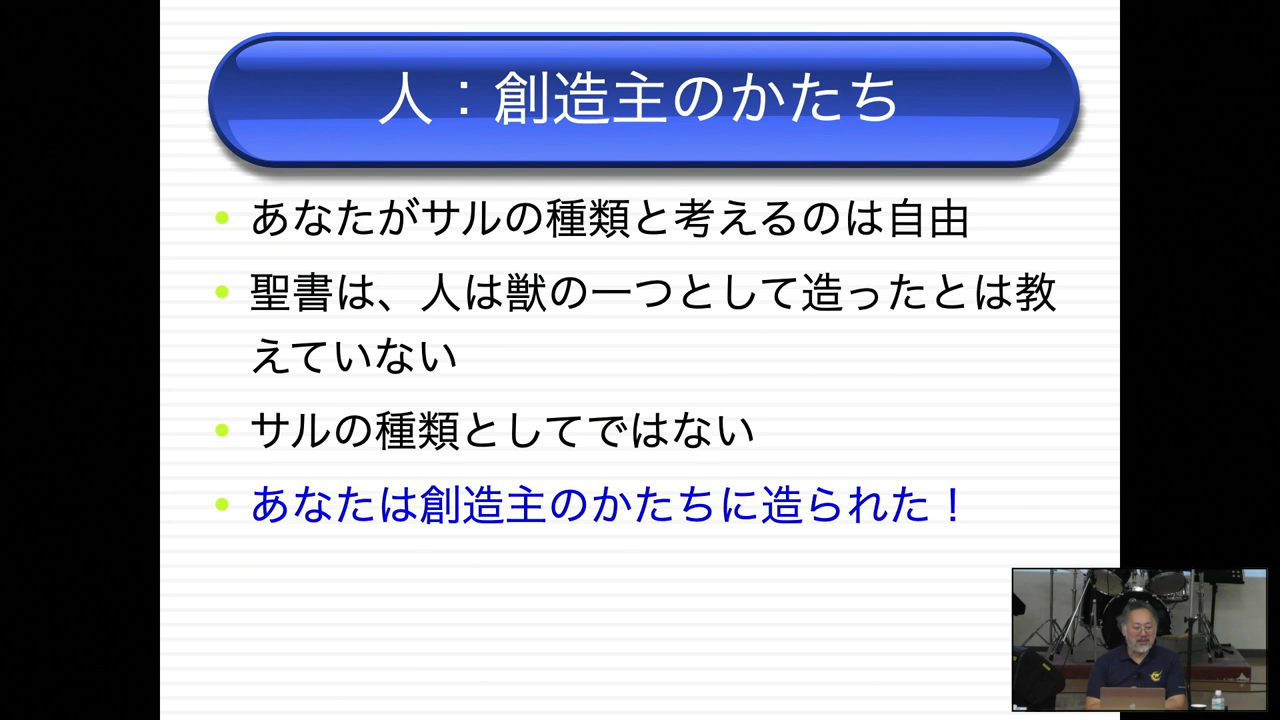 人：創造主のかたち
あなたがサルの種類と考えるのは自由
聖書は、人は獣の一つとして造ったとは教
えていない
サルの種類としてではない
あなたは創造主のかたちに造られた！